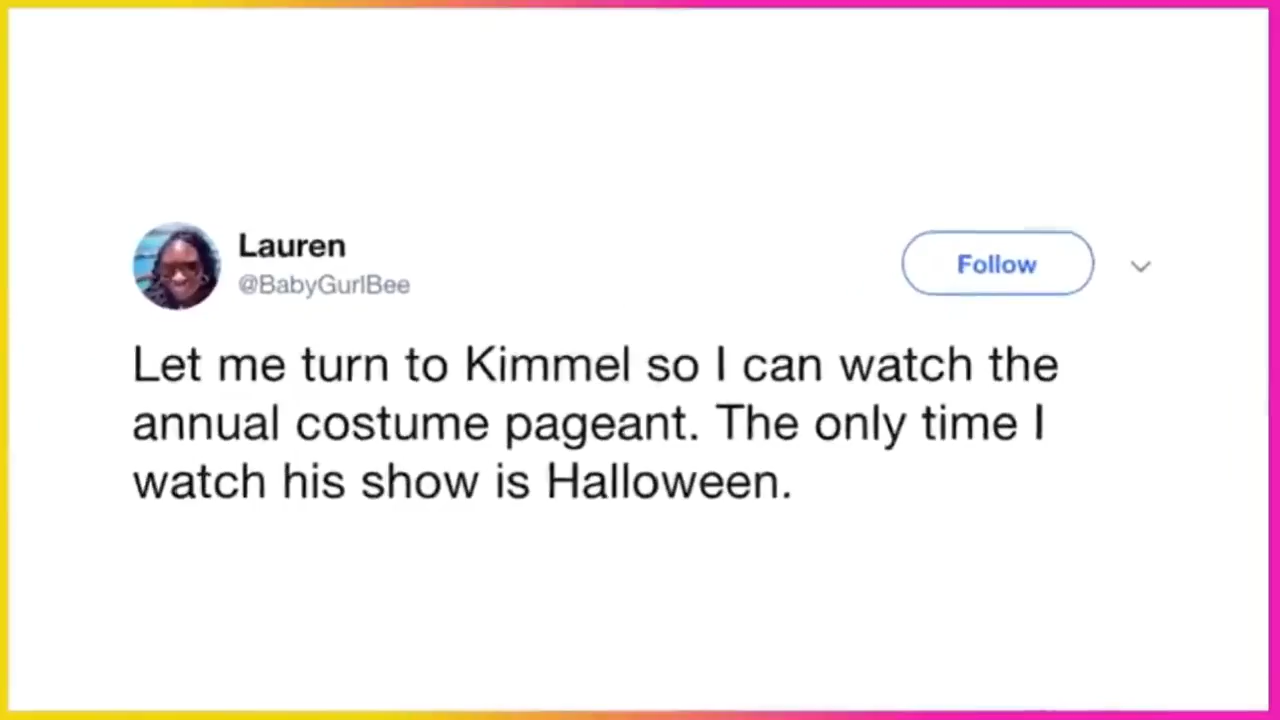 Lauren
@BabyGurlBee
Follow
Let me turn to Kimmel so I can watch the
annual costume pageant. The only time I
watch his show is Halloween.